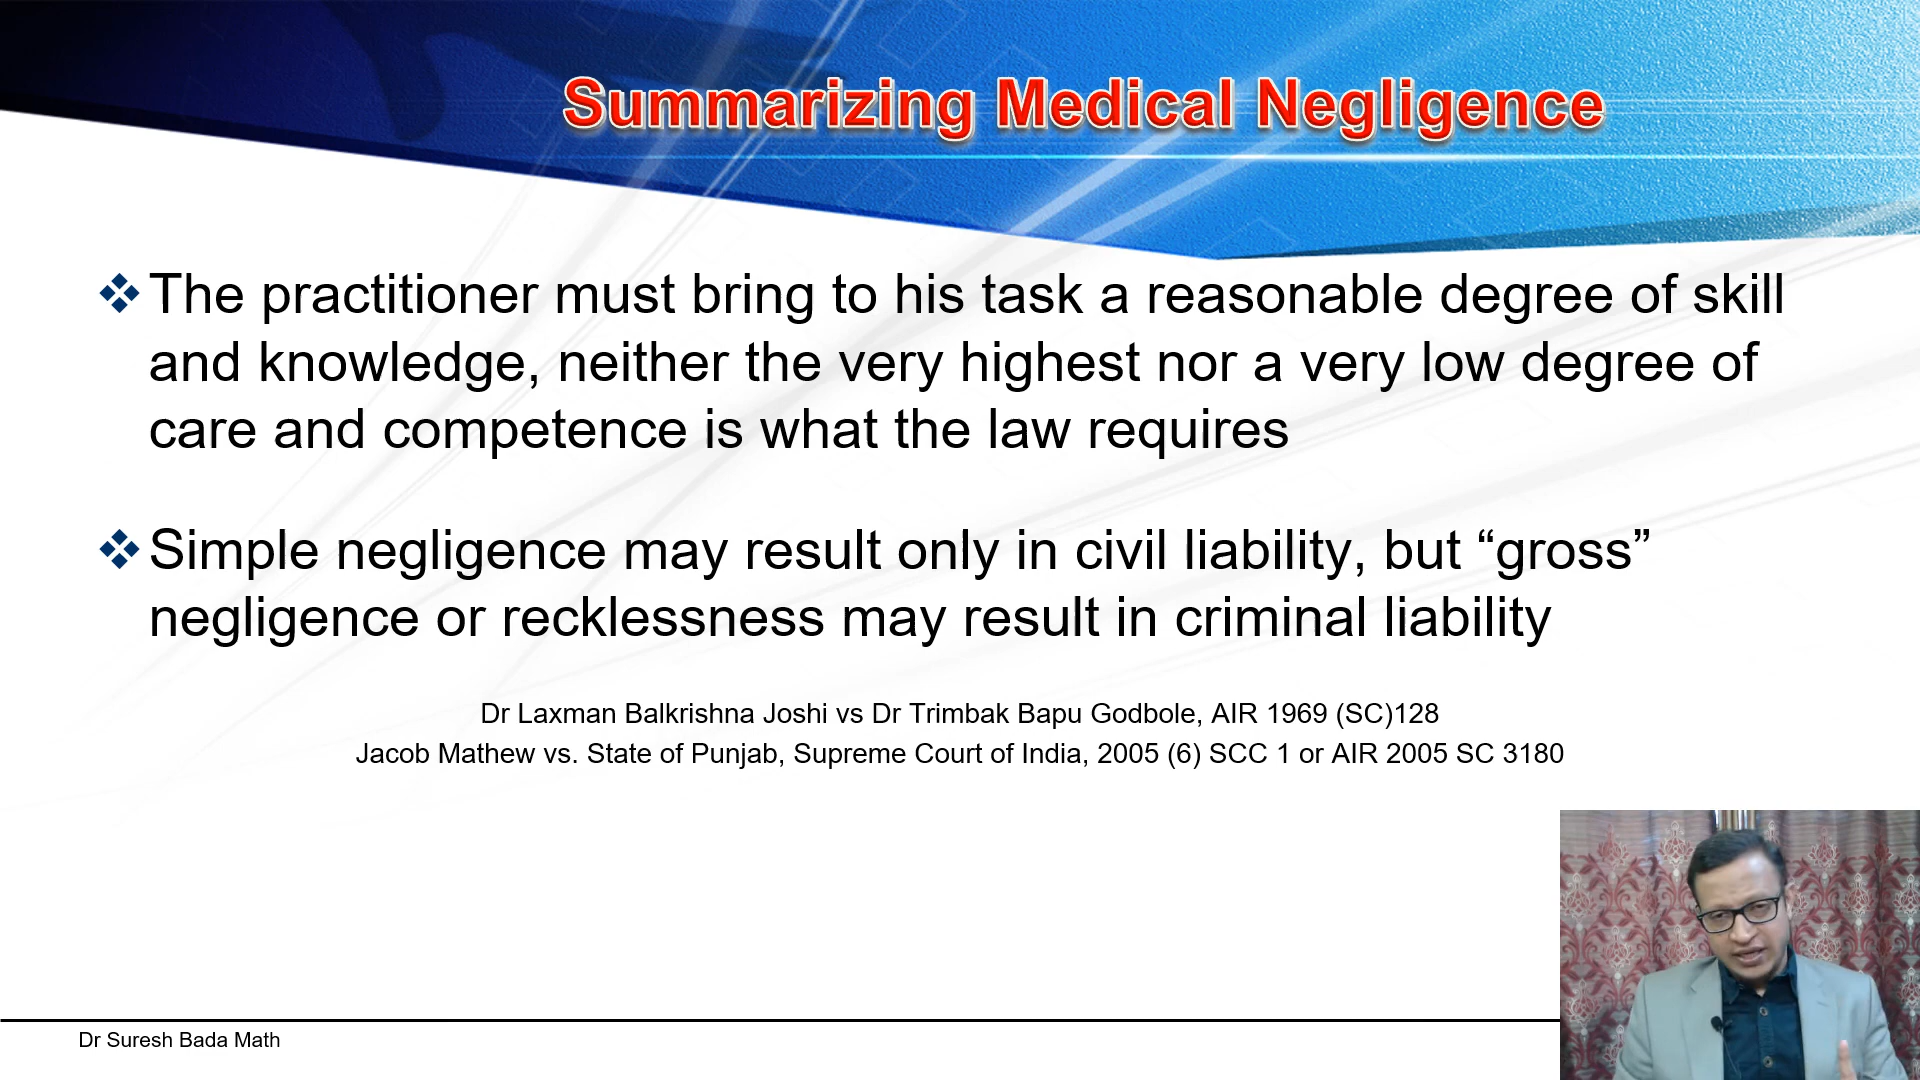 Summarizing Medical Negligence
The practitioner must bring to his task a reasonable degree of skill
and knowledge, neither the very highest nor a very low degree of
care and competence is what the law requires
Simple negligence may result only in civil liability, but “gross”
negligence or recklessness may result in criminal liability
Dr Laxman Balkrishna Joshi vs Dr Trimbak Bapu Godbole, AIR 1969 (SC)128
Jacob Mathew vs. State of Punjab, Supreme Court of India, 2005 (6) SCC 1 or AIR 2005 SC 3180
Dr Suresh Bada Math